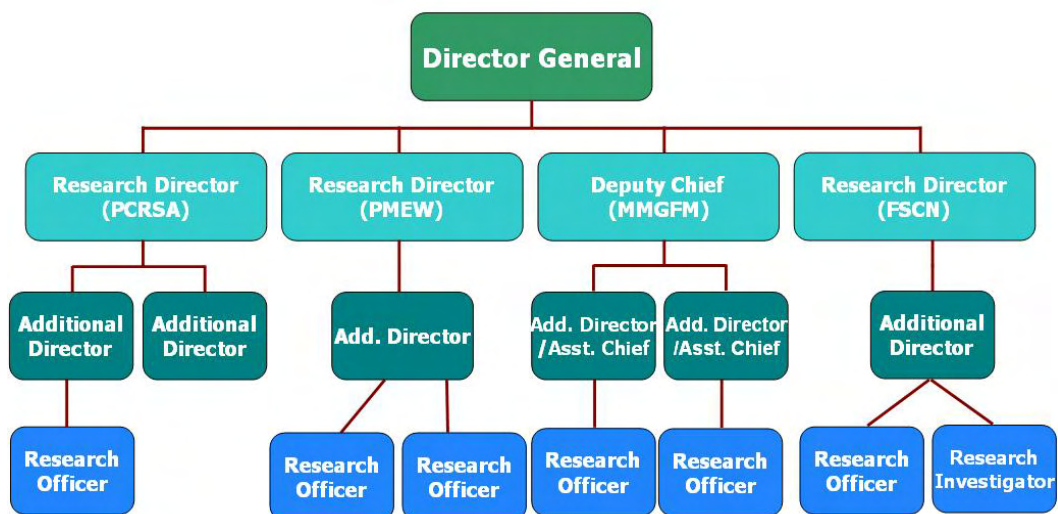 Director General
Research Director
(PCRSA)
Research Director
(PMEW)
Deputy Chief
(MMGFM)
Research Director
(FSCN)
Additional
Director
Additional
Director
Add. Director
Add. Director
/Asst. Chief
Add. Director
/Asst. Chief
Additional
Director
Research
Officer
Research
Officer
Research
Officer
Research
Officer
Research
Officer
Research
Officer
Research
Investigator